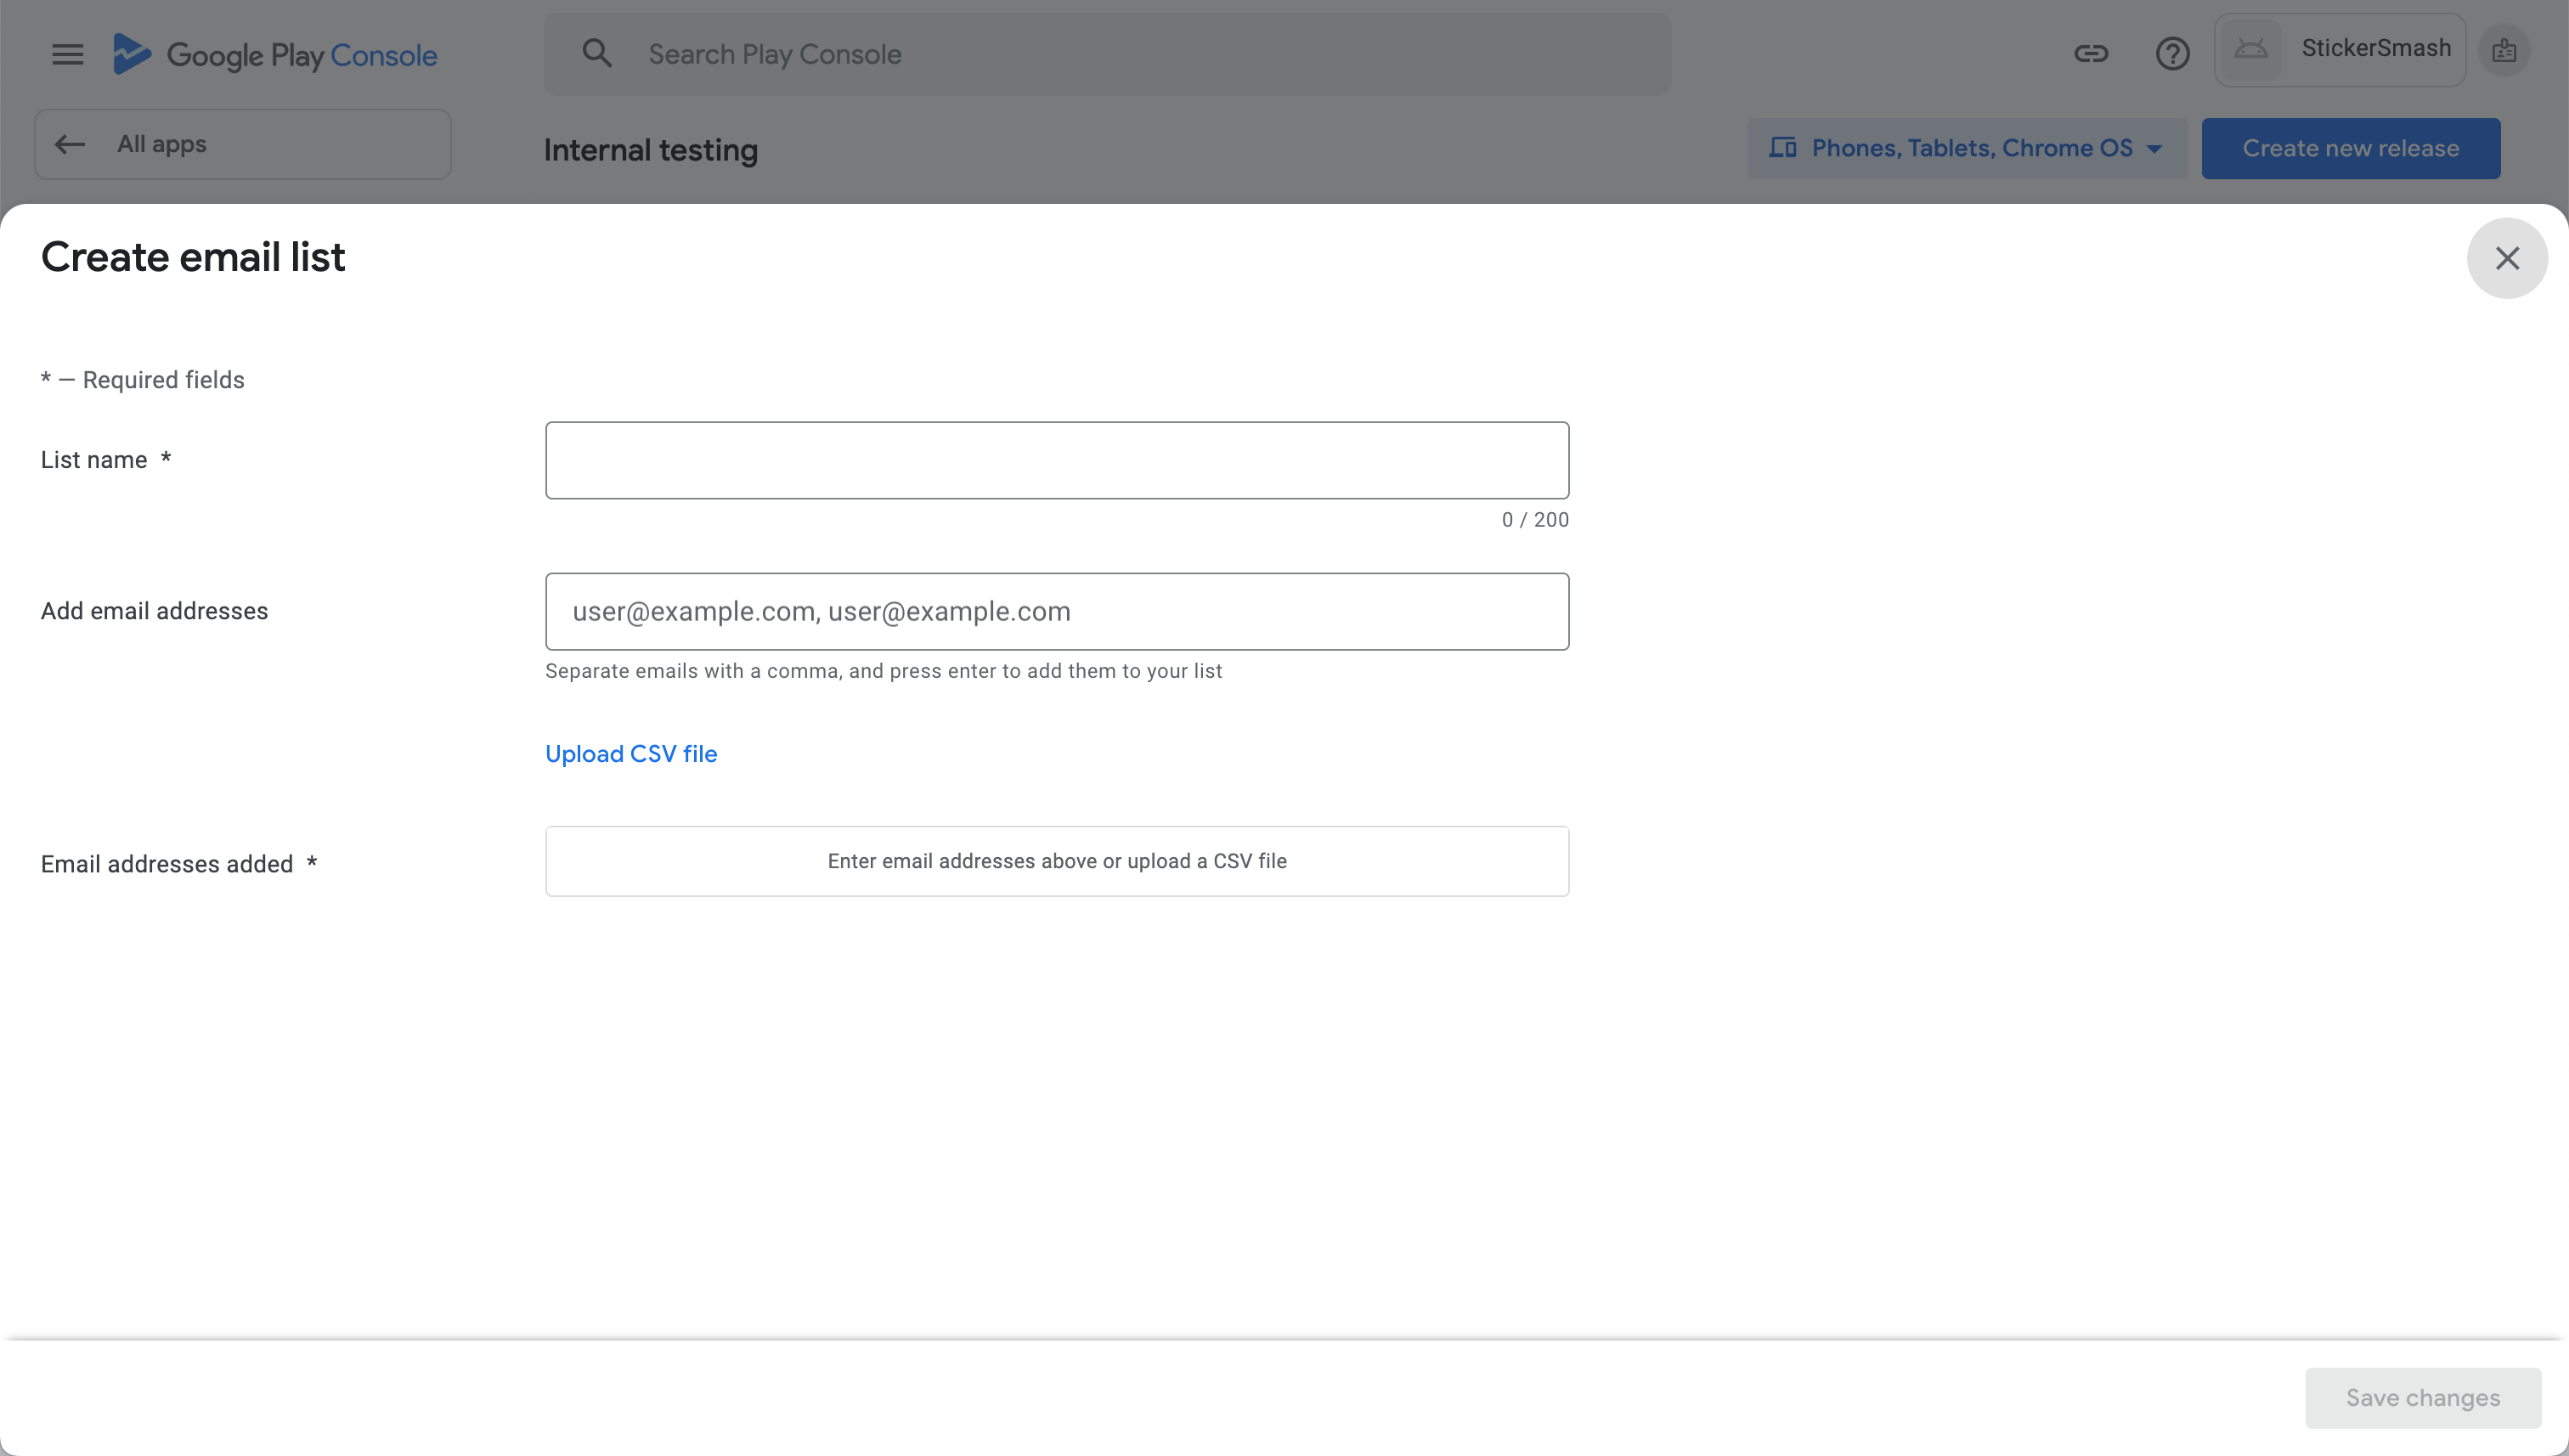 Google Play Console
Search Play Console
StickerSmash
All apps
Internal testing
Phones, Tablets, Chrome OS
Create new release
Create email list
* — Required fields
List name *
0 / 200
Add email addresses
user@example.com, user@example.com
Separate emails with a comma, and press enter to add them to your list
Upload CSV file
Email addresses added *
Enter email addresses above or upload a CSV file
Save changes